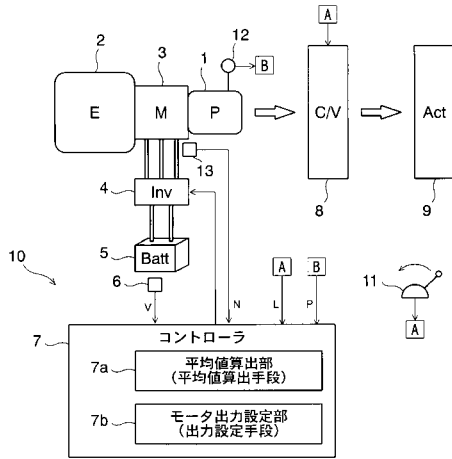 12
2
3
1
A
B
E
M
P
C/V
Act
13
4
Inv
8
9
5
Batt
10
6
A
B
11
V
N
L
P
A
7
コントローラ
7a
平均値算出部
(平均値算出手段)
7b
モータ出力設定部
(出力設定手段)